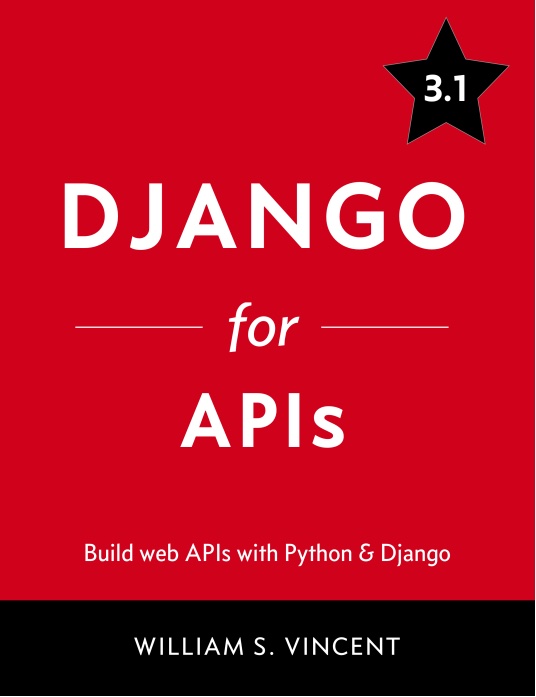 3.1
DJANGO
for
APIs
Build web APIs with Python & Django
WILLIAM S. VINCENT